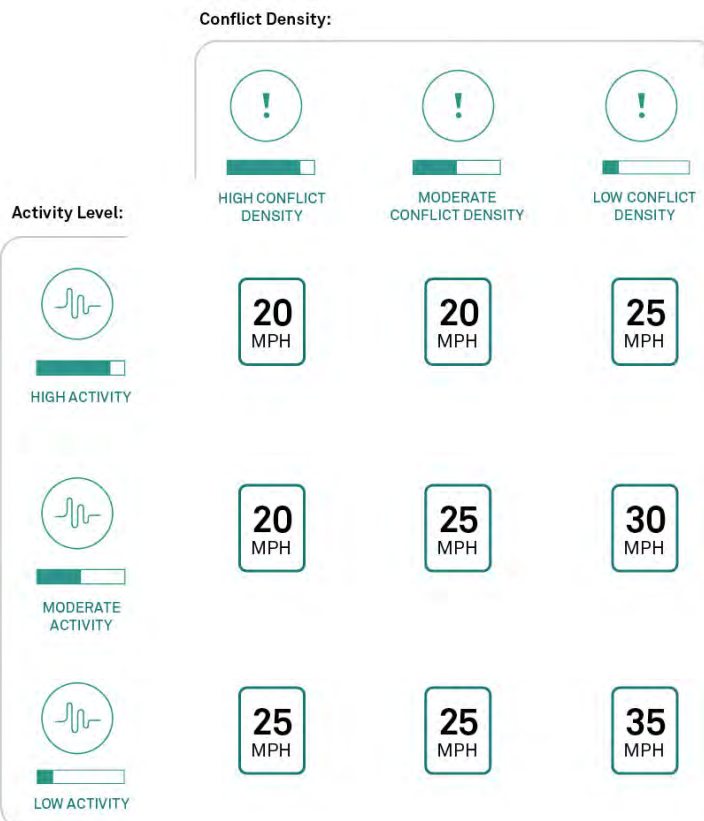 Conflict Density:
!
!
!
HIGH CONFLICT
DENSITY
MODERATE
CONFLICT DENSITY
LOW CONFLICT
DENSITY
Activity Level:
HIGH ACTIVITY
20
MPH
20
MPH
25
MPH
MODERATE
ACTIVITY
20
MPH
25
MPH
30
MPH
LOW ACTIVITY
25
MPH
25
MPH
35
MPH